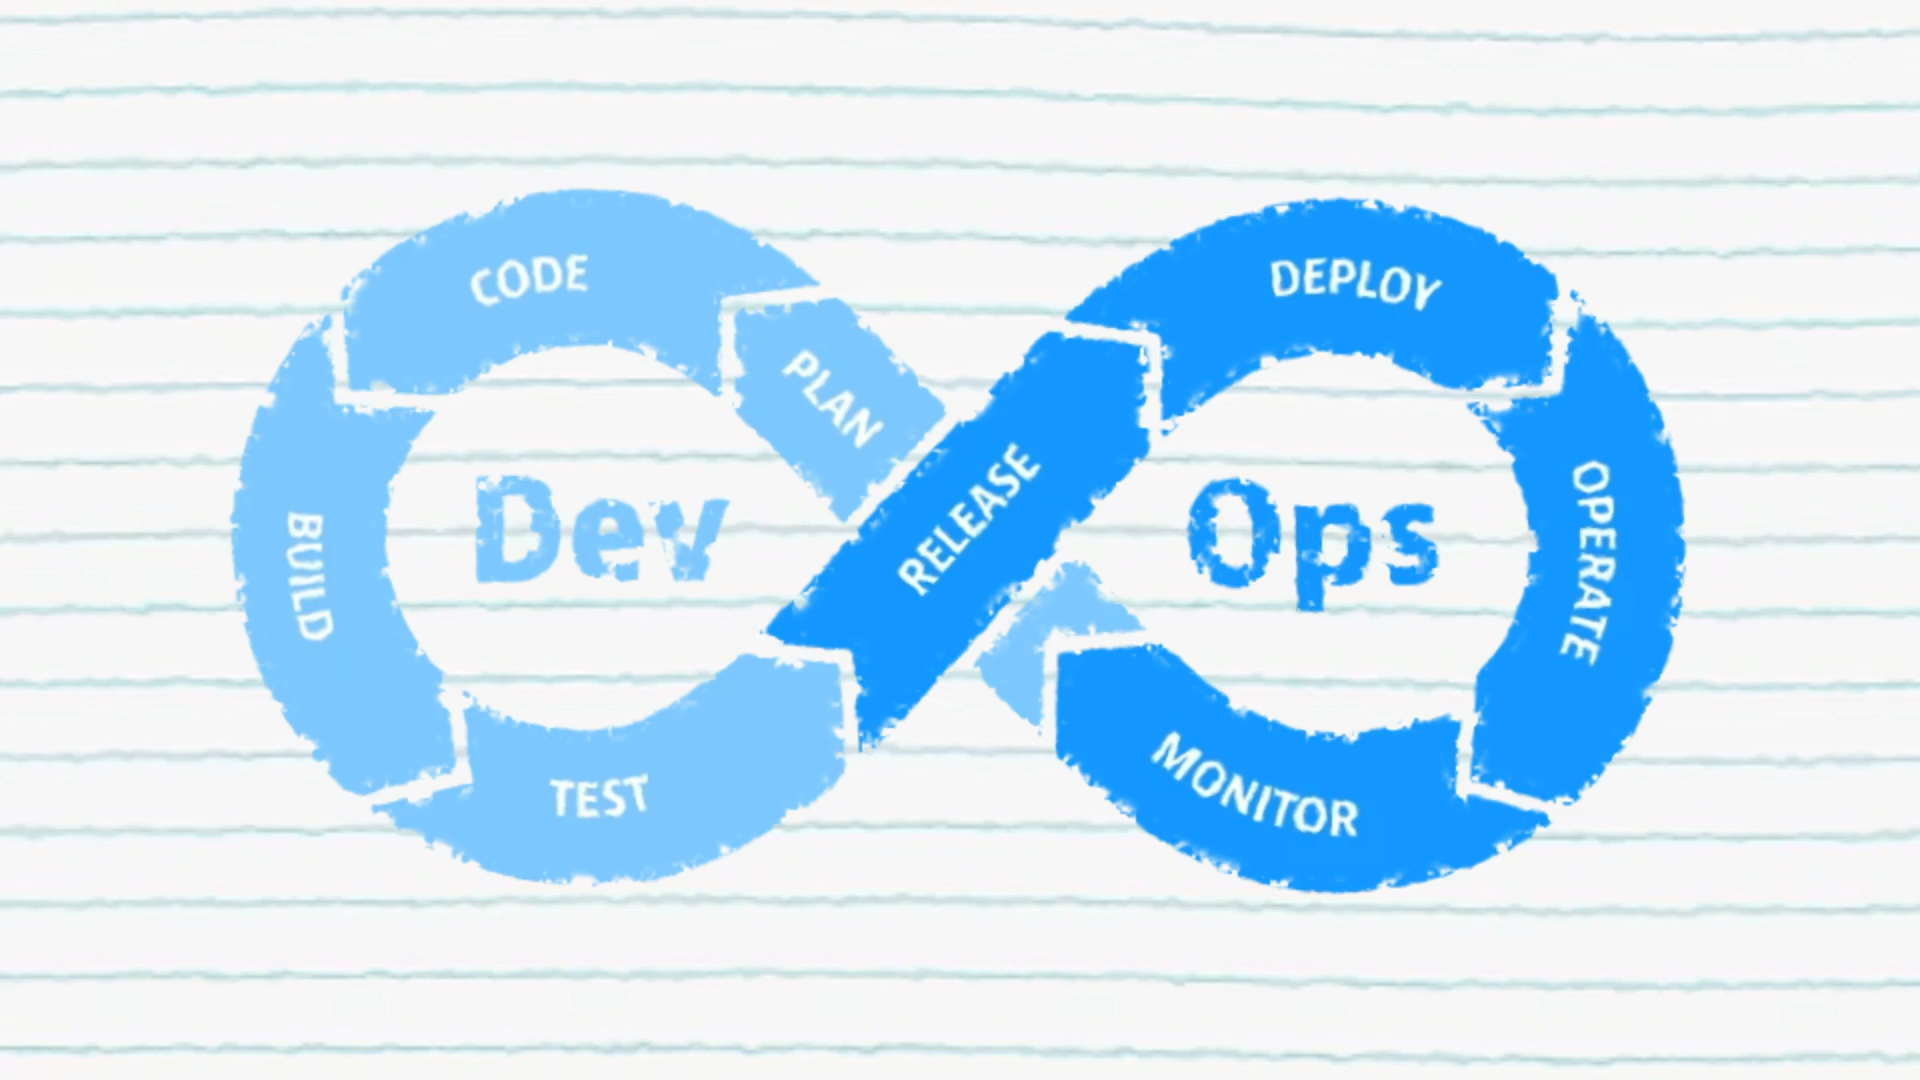 CODE
PLAN
BUILD
TEST
Dev
RELEASE
DEPLOY
OPERATE
MONITOR
Ops